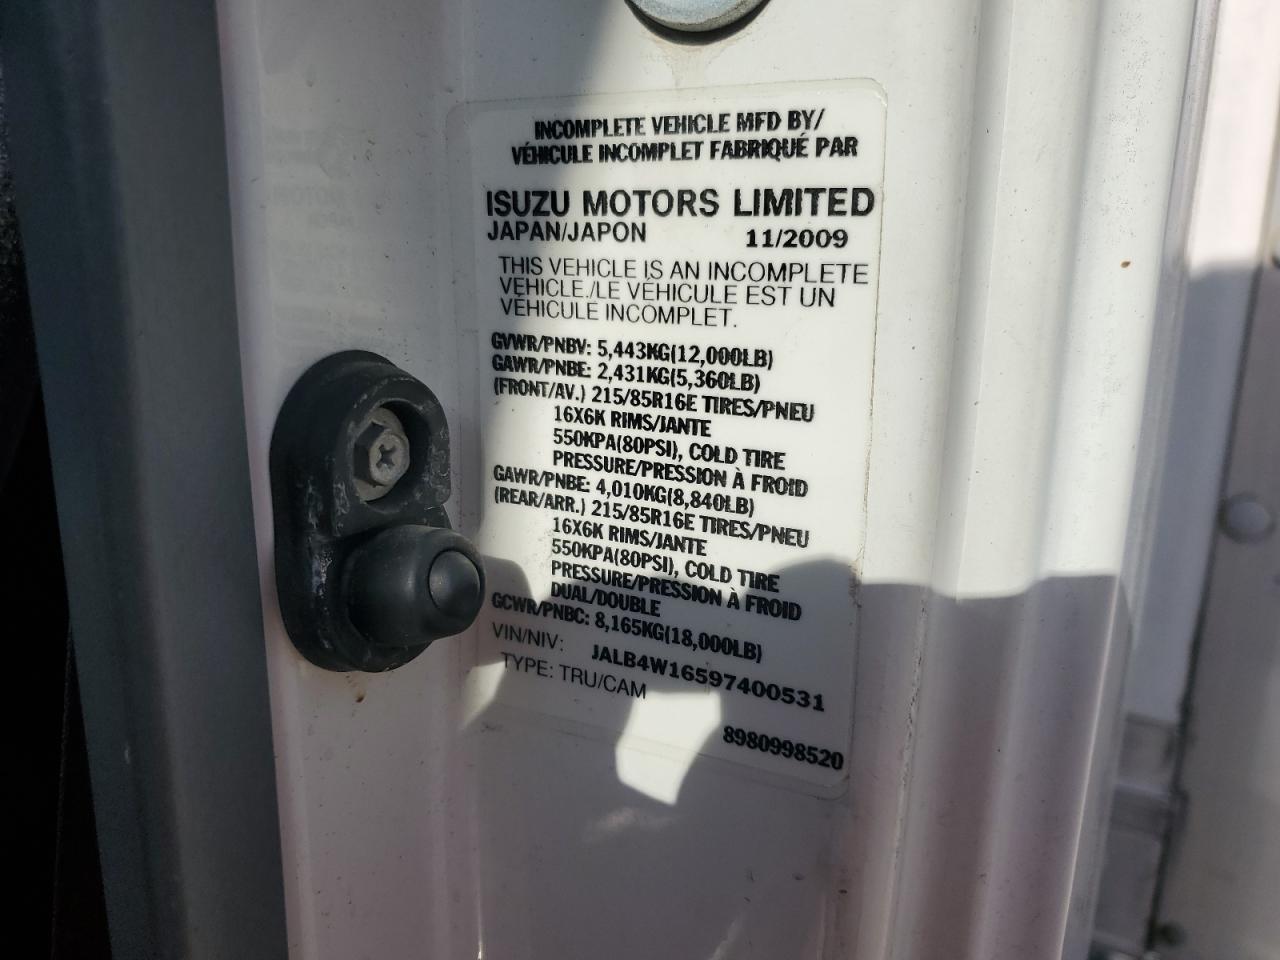 INCOMPLETE VEHICLE MFD BY/
VÉHICULE INCOMPLET FABRIQUÉ PAR
ISUZU MOTORS LIMITED
JAPAN/JAPON 11/2009
THIS VEHICLE IS AN INCOMPLETE
VEHICLE./LE VÉHICULE EST UN
VÉHICULE INCOMPLET.
GVWR/PNBV: 5,443KG(12,000LB)
GAWR/PNBE: 2,431KG(5,360LB)
(FRONT/AV.) 215/85R16E TIRES/PNEU
16X6K RIMS/JANTE
550KPA(80PSI), COLD TIRE
PRESSURE/PRESSION À FROID
GAWR/PNBE: 4,010KG(8,840LB)
(REAR/ARR.) 215/85R16E TIRES/PNEU
16X6K RIMS/JANTE
550KPA(80PSI), COLD TIRE
PRESSURE/PRESSION À FROID
DUAL/DOUBLE
GCWR/PNBC: 8,165KG(18,000LB)
VIN/NIV: JALB4W16597400531
TYPE: TRU/CAM
8980998520